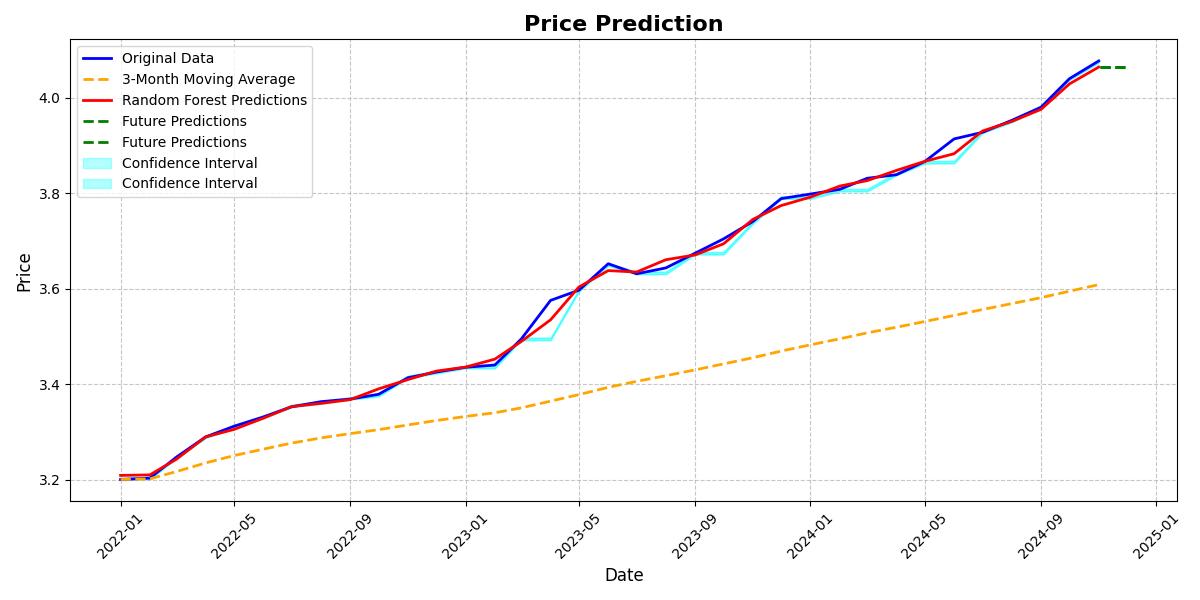 Price Prediction
Original Data
3-Month Moving Average
Random Forest Predictions
Future Predictions
Future Predictions
Confidence Interval
Confidence Interval
Price
4.0
3.8
3.6
3.4
3.2
2022-01
2022-05
2022-09
2023-01
2023-05
2023-09
2024-01
2024-05
2024-09
2025-01
Date